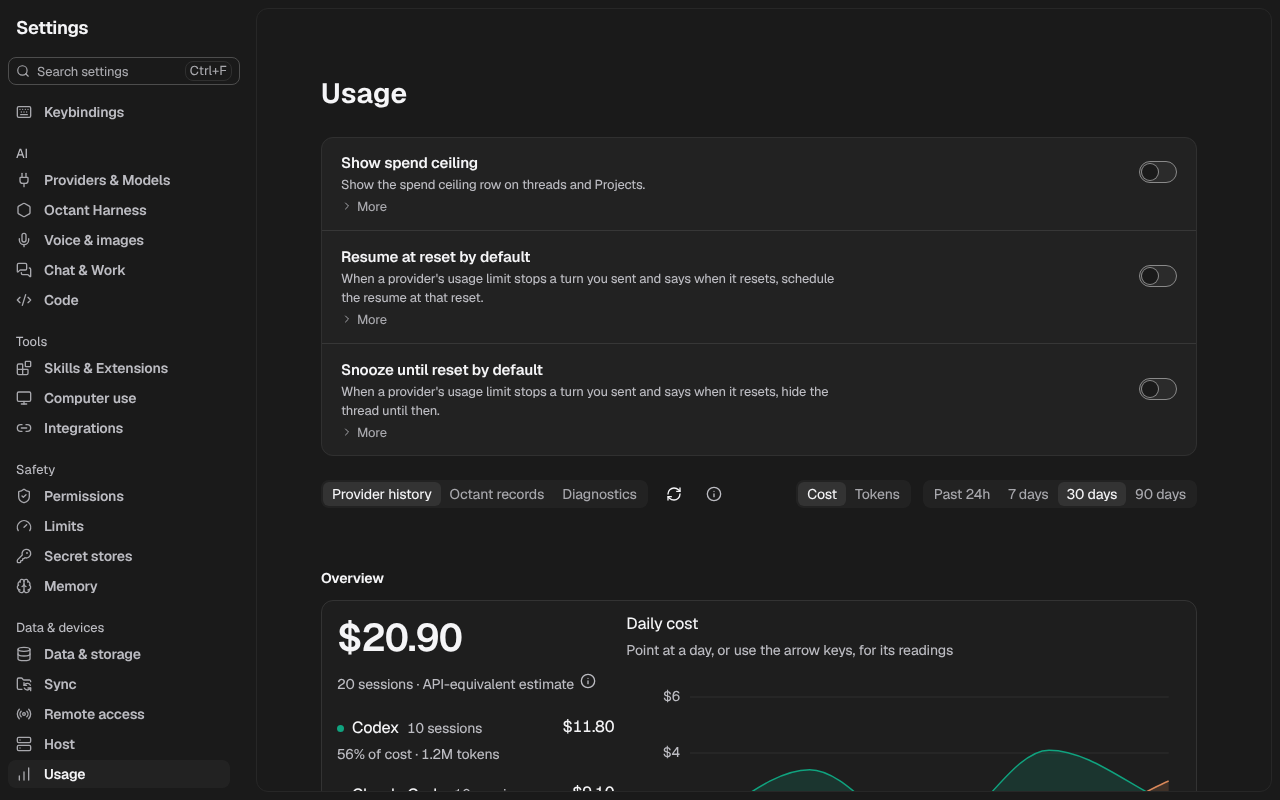 Settings
Search settings
Ctrl+F
Keybindings
AI
Providers & Models
Octant Harness
Voice & images
Chat & Work
Code
Tools
Skills & Extensions
Computer use
Integrations
Safety
Permissions
Limits
Secret stores
Memory
Data & devices
Data & storage
Sync
Remote access
Host
Usage
Usage
Show spend ceiling
Show the spend ceiling row on threads and Projects.
More
Resume at reset by default
When a provider's usage limit stops a turn you sent and says when it resets, schedule
the resume at that reset.
More
Snooze until reset by default
When a provider's usage limit stops a turn you sent and says when it resets, hide the
thread until then.
More
Provider history Octant records Diagnostics
Cost Tokens
Past 24h 7 days 30 days 90 days
Overview
$20.90
20 sessions · API-equivalent estimate
Codex 10 sessions $11.80
56% of cost · 1.2M tokens
Daily cost
Point at a day, or use the arrow keys, for its readings
$6
$4